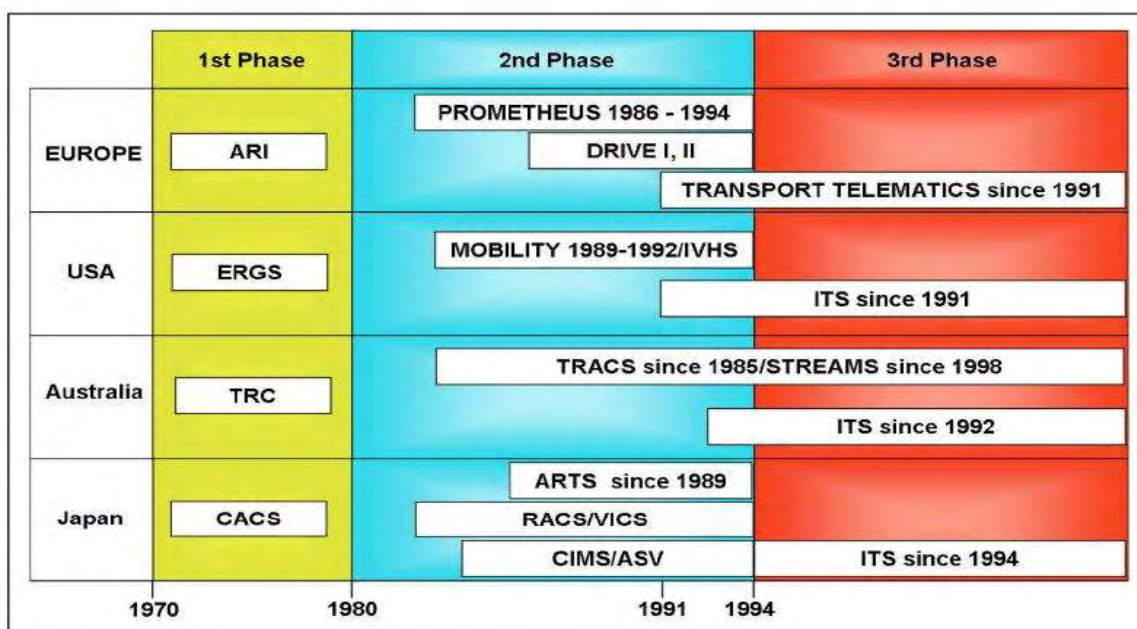 1st Phase
2nd Phase
3rd Phase
EUROPE
ARI
PROMETHEUS 1986 - 1994
DRIVE I, II
TRANSPORT TELEMATICS since 1991
USA
ERGS
MOBILITY 1989-1992/IVHS
ITS since 1991
Australia
TRC
TRACS since 1985/STREAMS since 1998
ITS since 1992
Japan
CACS
ARTS since 1989
RACS/VICS
CIMS/ASV
ITS since 1994
1970
1980
1991
1994